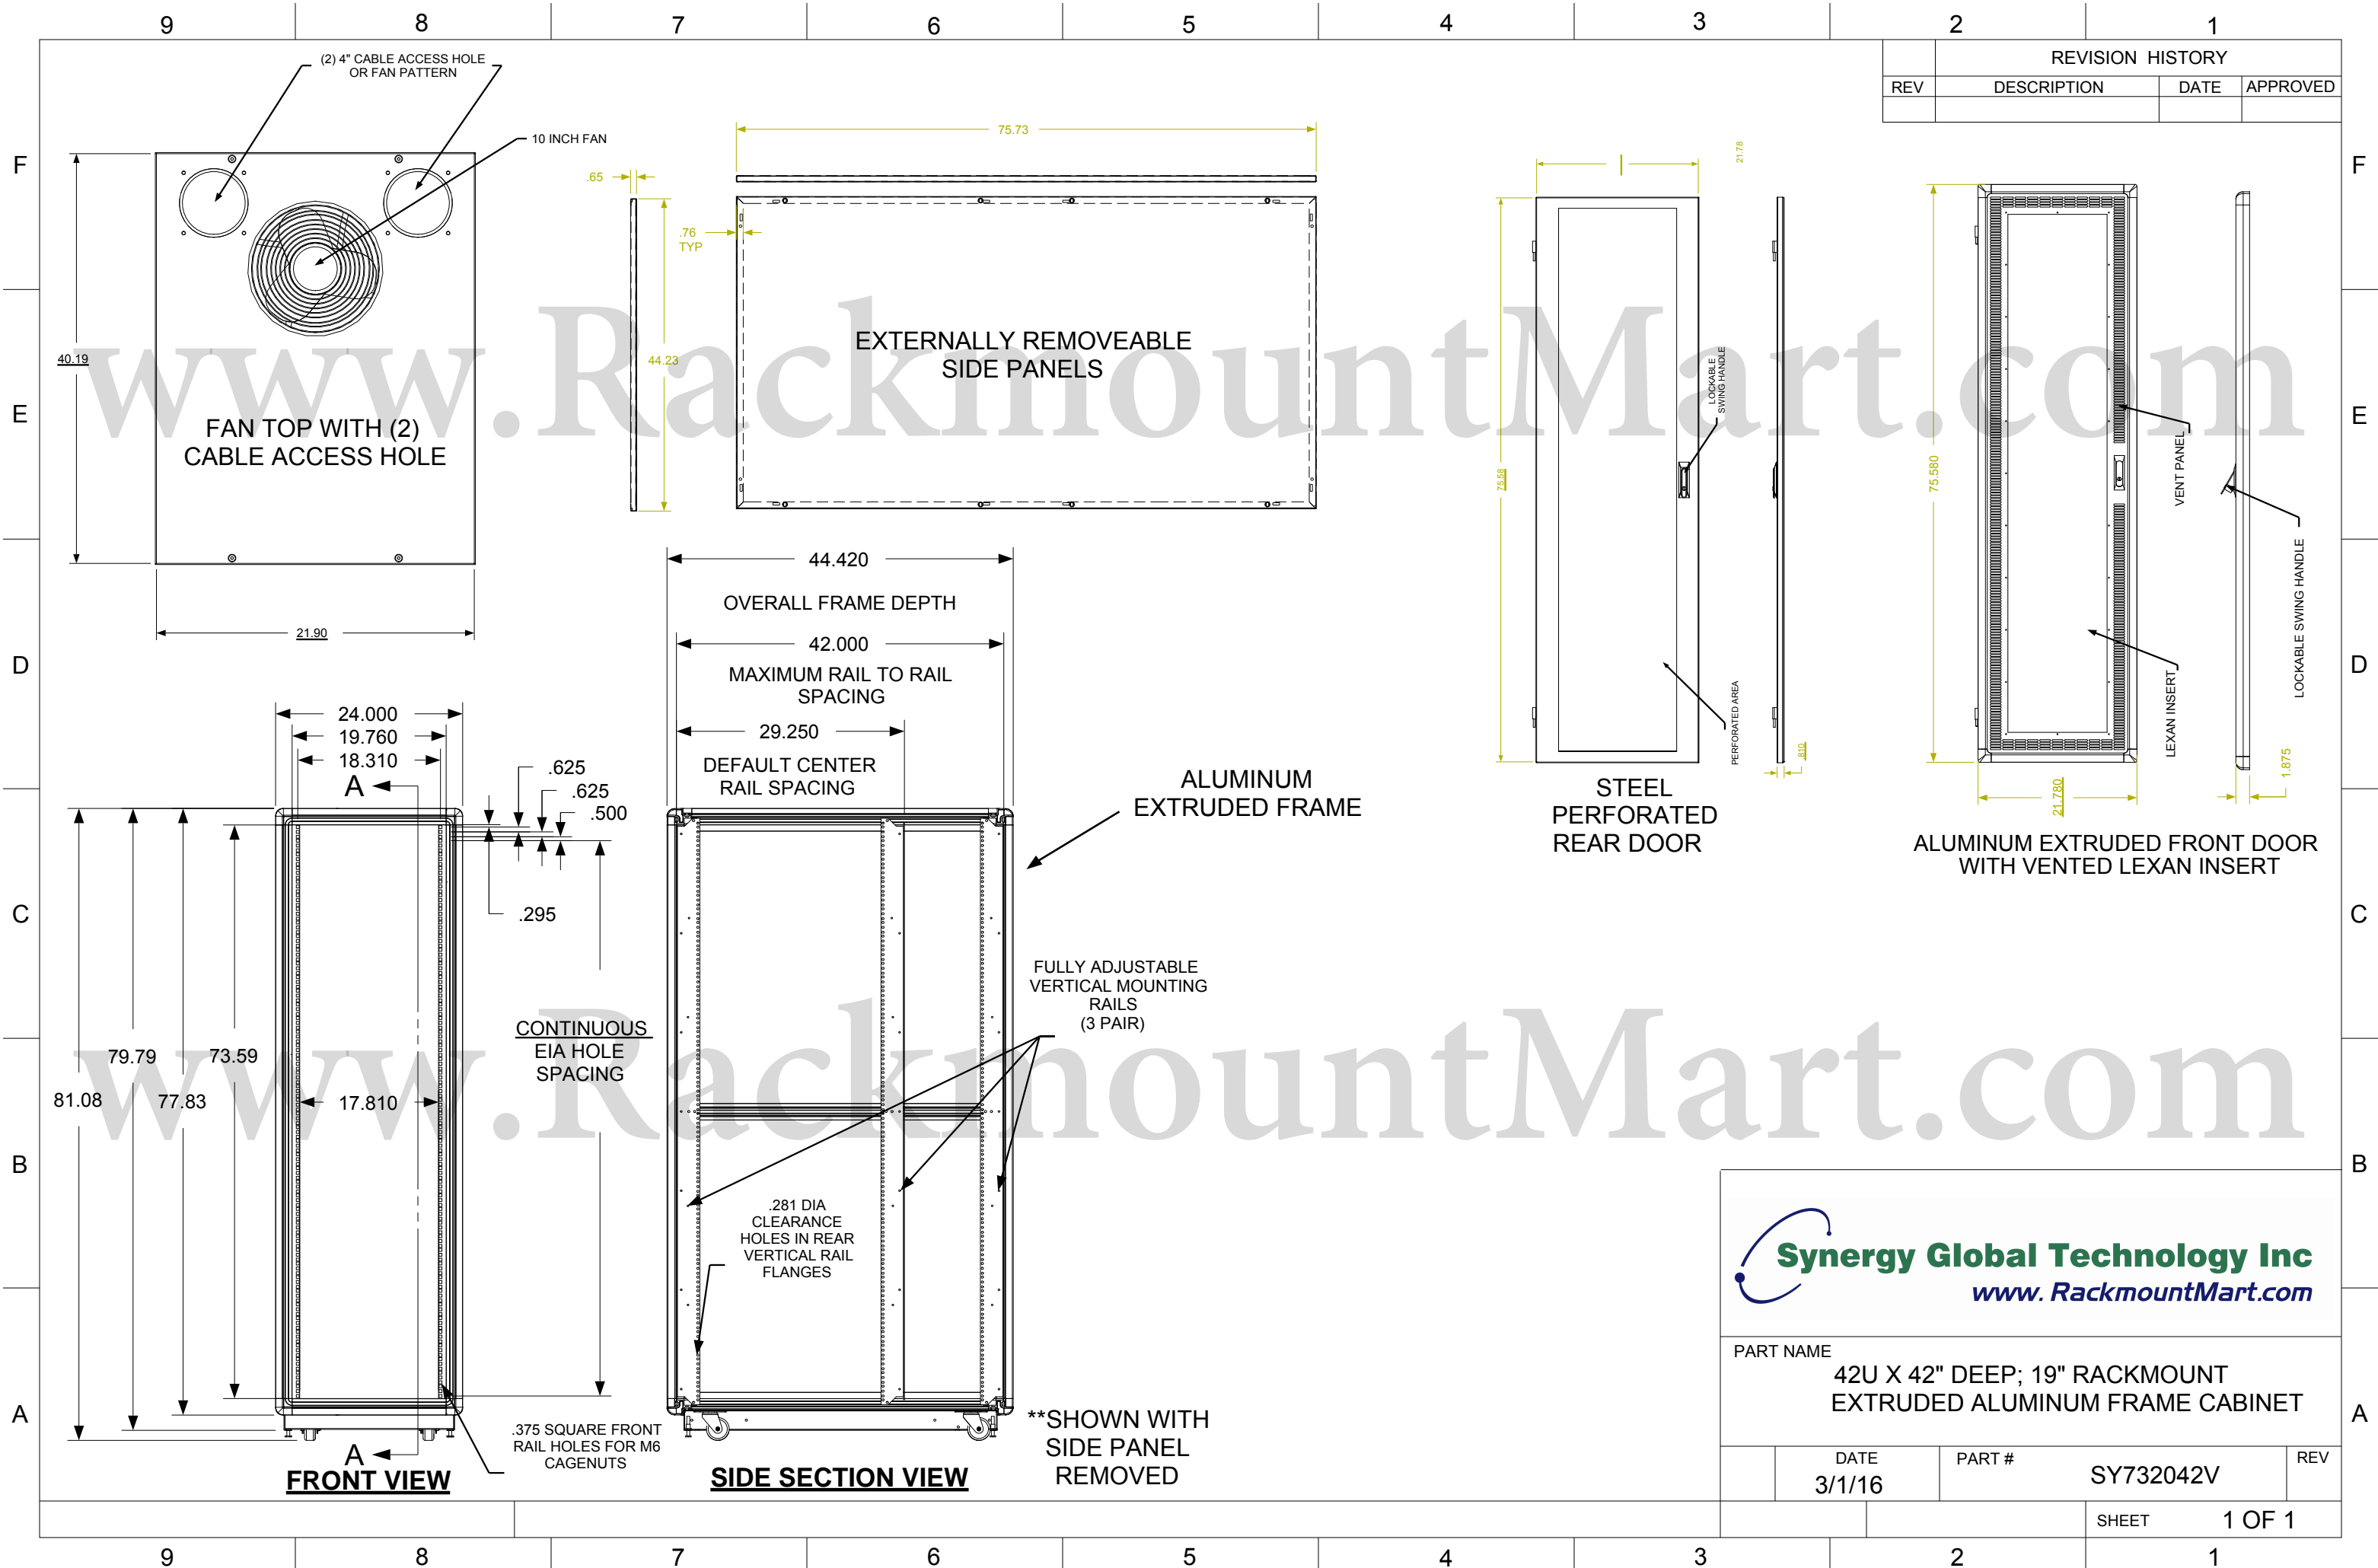 9 8 7 6 5 4 3 2 1
F
E
D
C
B
A
(2) 4" CABLE ACCESS HOLE
OR FAN PATTERN
10 INCH FAN
40.19
FAN TOP WITH (2)
CABLE ACCESS HOLE
21.90
75.73
.65
.76
TYP
44.23
EXTERNALLY REMOVEABLE
SIDE PANELS
21.78
75.58
LOCKABLE
SWING HANDLE
PERFORATED AREA
.810
STEEL
PERFORATED
REAR DOOR
REVISION HISTORY
REV DESCRIPTION DATE APPROVED
75.580
VENT PANEL
LEXAN INSERT
LOCKABLE SWING HANDLE
21.780
1.875
ALUMINUM EXTRUDED FRONT DOOR
WITH VENTED LEXAN INSERT
www.RackmountMart.com
44.420
OVERALL FRAME DEPTH
42.000
MAXIMUM RAIL TO RAIL
SPACING
29.250
DEFAULT CENTER
RAIL SPACING
ALUMINUM
EXTRUDED FRAME
24.000
19.760
18.310
A
.625
.625
.500
.295
79.79
73.59
81.08
77.83
17.810
CONTINUOUS
EIA HOLE
SPACING
FULLY ADJUSTABLE
VERTICAL MOUNTING
RAILS
(3 PAIR)
.281 DIA
CLEARANCE
HOLES IN REAR
VERTICAL RAIL
FLANGES
.375 SQUARE FRONT
RAIL HOLES FOR M6
CAGENUTS
A
FRONT VIEW
SIDE SECTION VIEW
**SHOWN WITH
SIDE PANEL
REMOVED
www.RackmountMart.com
Synergy Global Technology Inc
www. RackmountMart.com
PART NAME
42U X 42" DEEP; 19" RACKMOUNT
EXTRUDED ALUMINUM FRAME CABINET
DATE
3/1/16
PART #
SY732042V
REV
SHEET 1 OF 1
F
E
D
C
B
A
9 8 7 6 5 4 3 2 1